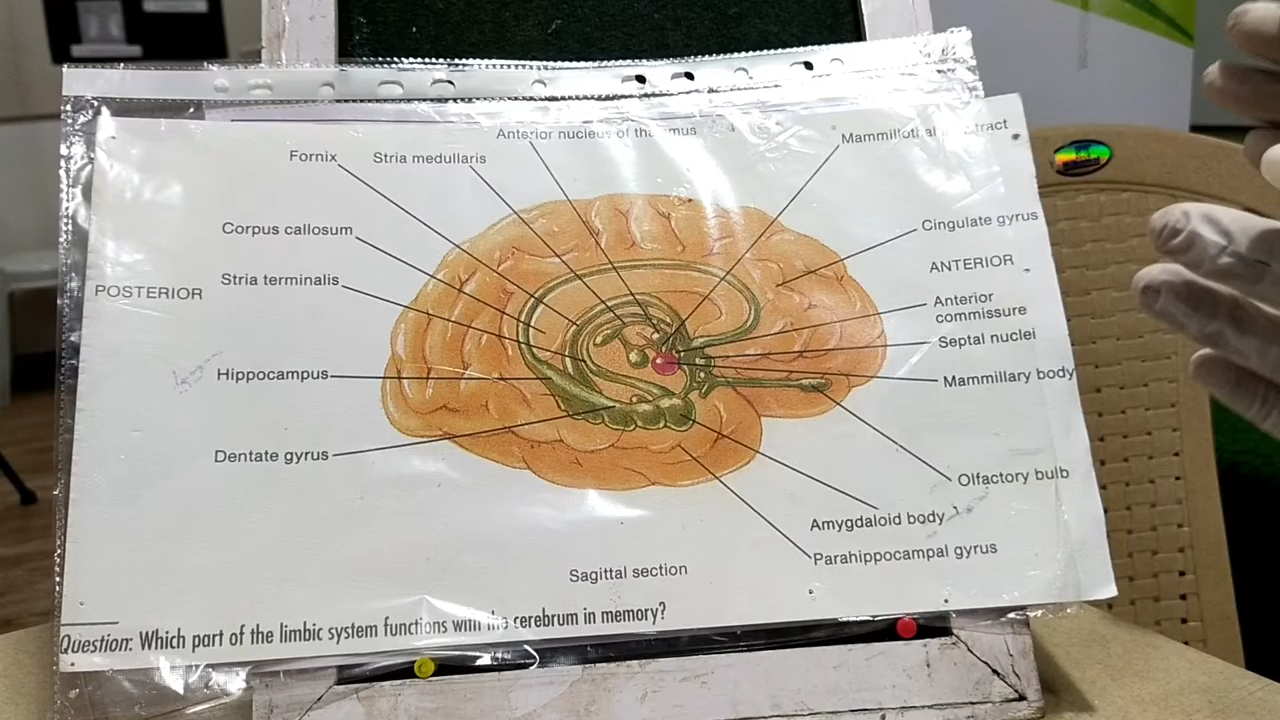 Anterior nucleus of thalamus
Mammillothalamic tract
Fornix
Stria medullaris
Cingulate gyrus
Corpus callosum
ANTERIOR
Stria terminalis
POSTERIOR
Anterior
commissure
Septal nuclei
Hippocampus
Mammillary body
Dentate gyrus
Olfactory bulb
Amygdaloid body
Parahippocampal gyrus
Sagittal section
Question: Which part of the limbic system functions with the cerebrum in memory?